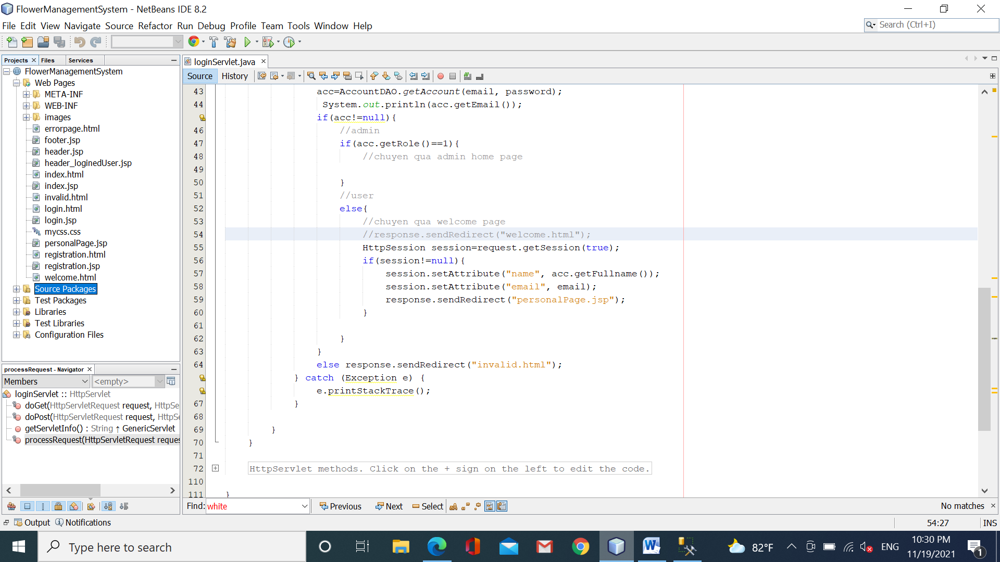 FlowerManagementSystem - NetBeans IDE 8.2
File Edit View Navigate Source Refactor Run Debug Profile Team Tools Window Help
Search (Ctrl+I)
Projects Files Services
FlowerManagementSystem
Web Pages
META-INF
WEB-INF
images
errorpage.html
footer.jsp
header.jsp
header_loginedUser.jsp
index.html
index.jsp
invalid.html
login.html
login.jsp
mycss.css
personalPage.jsp
registration.html
registration.jsp
welcome.html
Source Packages
Test Packages
Libraries
Test Libraries
Configuration Files
processRequest - Navigator
Members <empty>
loginServlet :: HttpServlet
doGet(HttpServletRequest request, HttpSe
doPost(HttpServletRequest request, HttpSe
getServletInfo() : String ↑ GenericServlet
processRequest(HttpServletRequest reques
loginServlet.java
Source History
43 acc=AccountDAO.getAccount(email, password);
44 System.out.println(acc.getEmail());
if(acc!=null){
46 //admin
47 if(acc.getRole()==1){
48 //chuyen qua admin home page
49
50 }
51 //user
52 else{
53 //chuyen qua welcome page
54 //response.sendRedirect("welcome.html");
55 HttpSession session=request.getSession(true);
56 if(session!=null){
57 session.setAttribute("name", acc.getFullname());
58 session.setAttribute("email", email);
59 response.sendRedirect("personalPage.jsp");
60 }
61
62 }
63 }
64 else response.sendRedirect("invalid.html");
} catch (Exception e) {
e.printStackTrace();
67 }
68
69 }
70 }
71
72 HttpServlet methods. Click on the + sign on the left to edit the code.
110
111 }
Find: white Previous Next Select No matches
Output Notifications 54:27 INS
Type here to search
82°F ENG 10:30 PM
11/19/2021
1